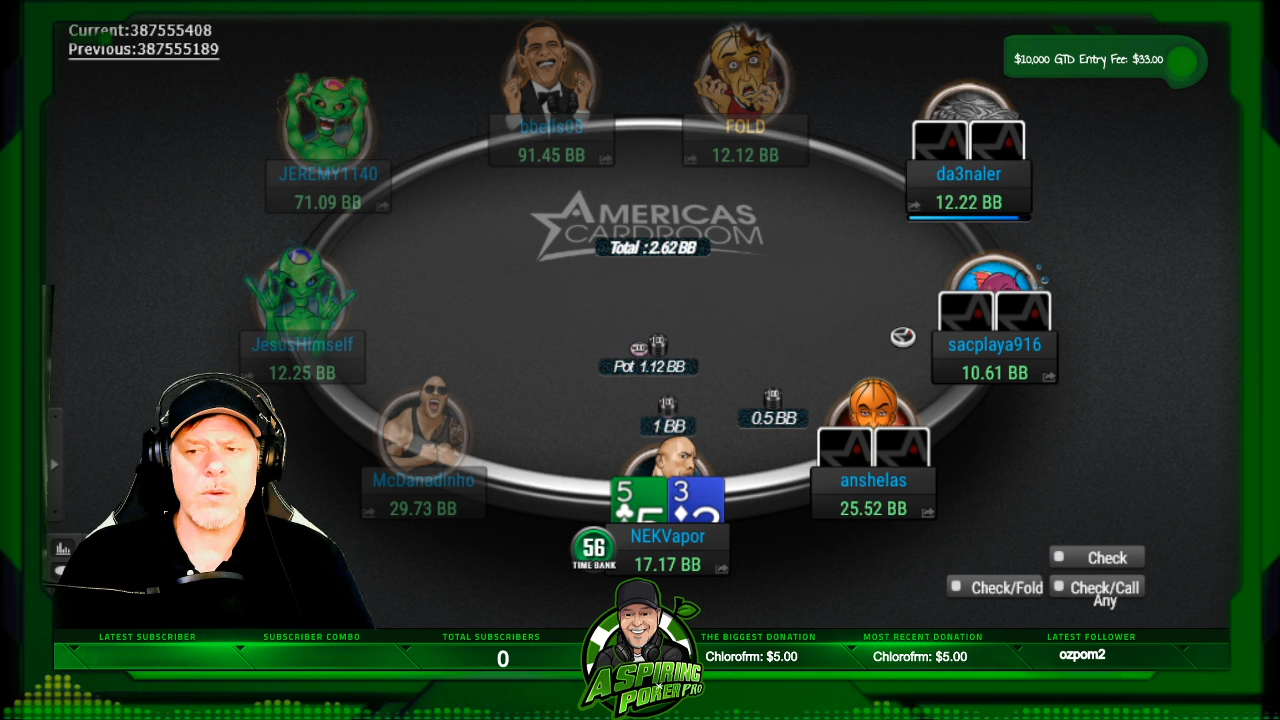 Current:387555408
Previous:387555189
$10,000 GTD Entry Fee: $33.00
bbells05
91.45 BB
FOLD
12.12 BB
JEREMY1140
71.09 BB
da3naler
12.22 BB
AMERICAS
CARDROOM
Total : 2.62 BB
JesusHimself
12.25 BB
sacplaya916
10.61 BB
Pot 1.12 BB
1 BB
0.5 BB
McDanadinho
29.73 BB
anshelas
25.52 BB
5 3
5
56
TIME BANK
NEKVapor
17.17 BB
Check
Check/Fold
Check/Call
Any
LATEST SUBSCRIBER
SUBSCRIBER COMBO
TOTAL SUBSCRIBERS
0
THE BIGGEST DONATION
Chlorofrm: $5.00
MOST RECENT DONATION
Chlorofrm: $5.00
LATEST FOLLOWER
ozpom2
ASPIRING
POKER PRO